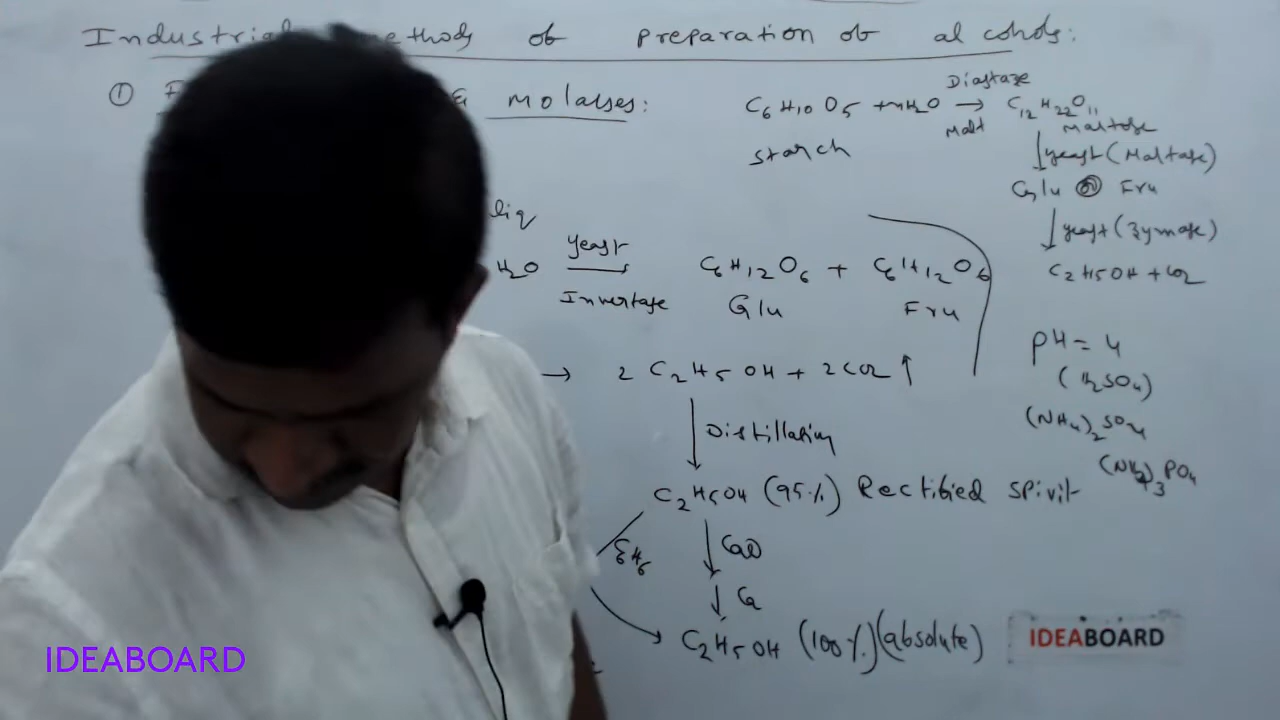 Industrial methods of preparation of alcohols:
① molasses:
C6H10O5 + nH2O Diastase → Malt C12H22O11
starch
Maltose
↓ yeast (Maltase)
Glu Fru
↓ yeast (Zymase)
C2H5OH + CO2
liq
H2O yeast Invertase C6H12O6 + C6H12O6
Glu Fru
→ 2 C2H5OH + 2CO2 ↑
↓ Distillation
C2H5OH (95%) Rectified spirit
C6H6 ↓ CaO
↓ Ca
C2H5OH (100%) (absolute)
pH = 4
(H2SO4)
(NH4)2SO4
(NH4)3PO4
IDEABOARD
IDEABOARD